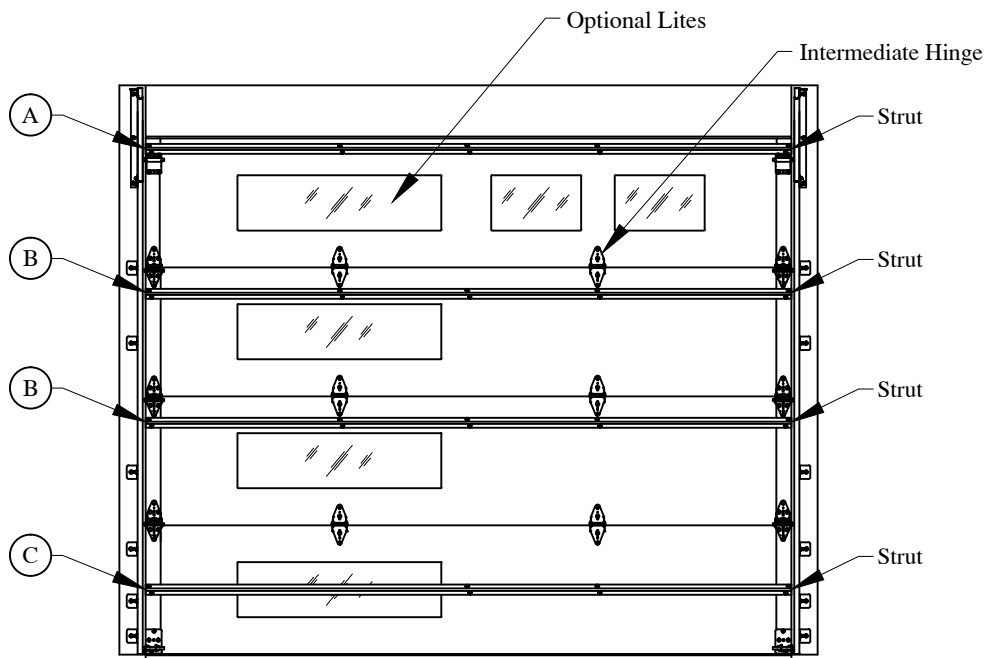 Optional Lites
Intermediate Hinge
A
Strut
B
Strut
B
Strut
C
Strut